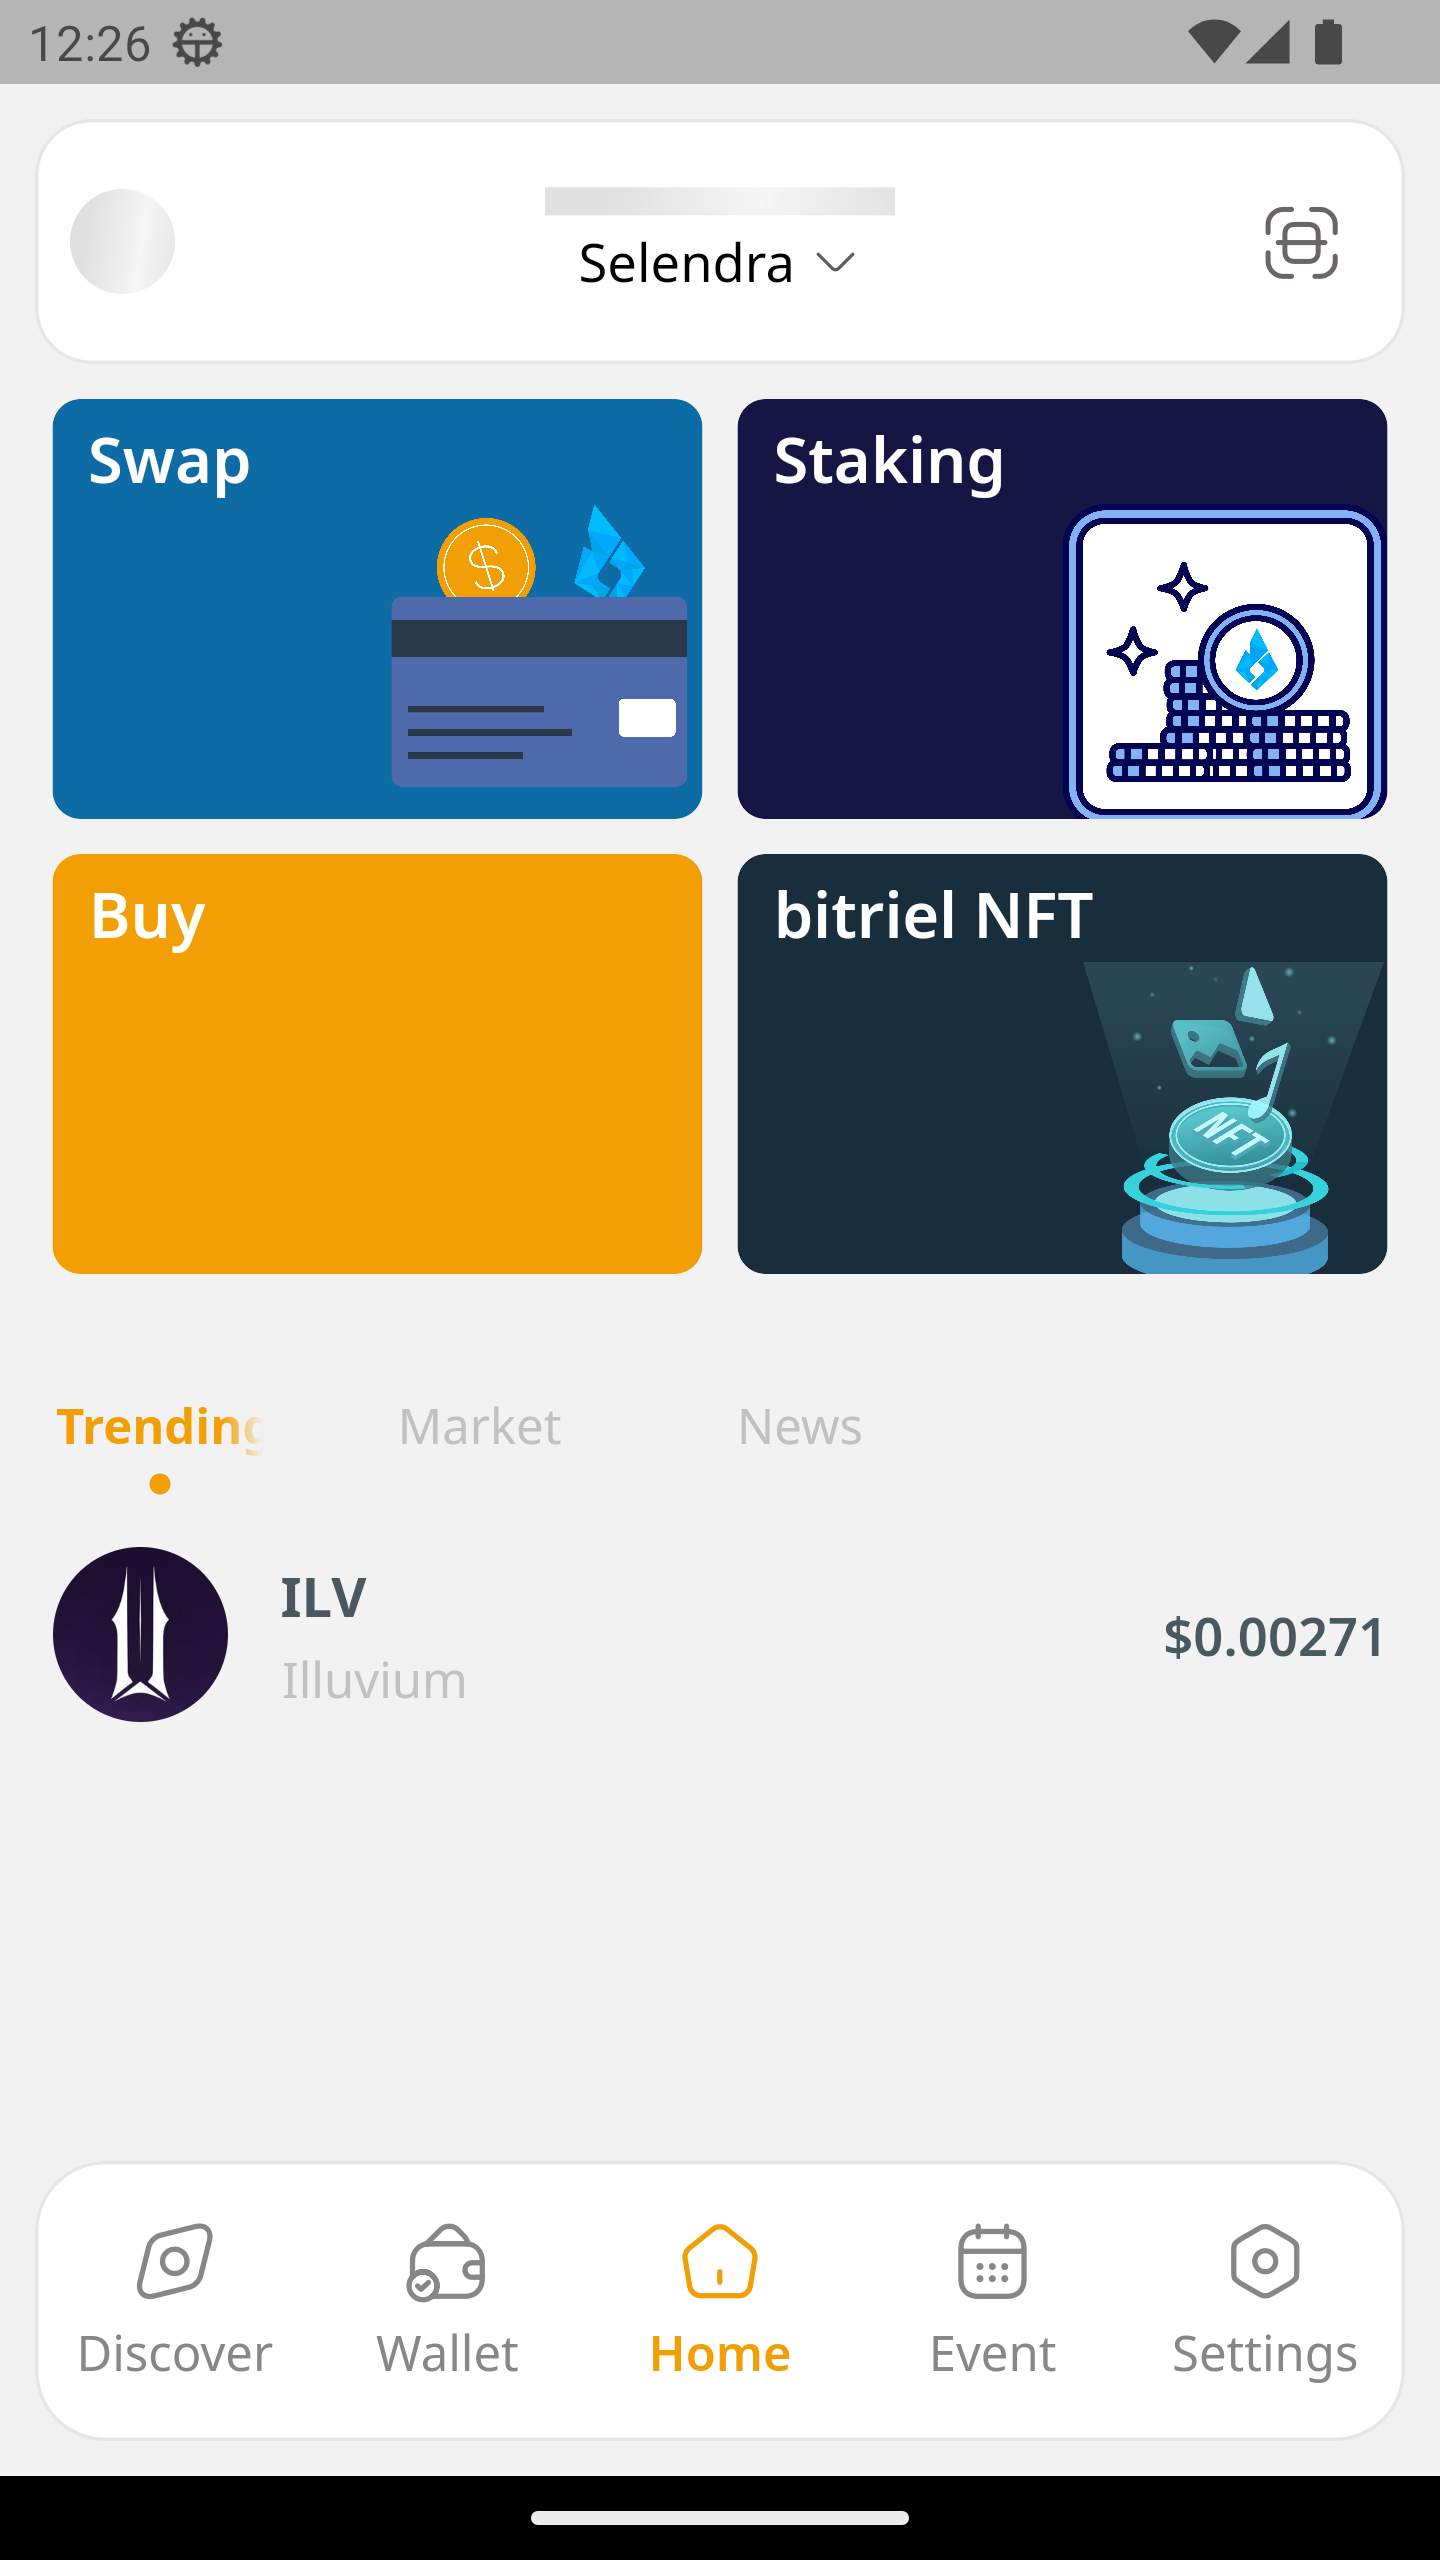 12:26
Selendra
Swap
Staking
$
Buy
bitriel NFT
NFT
Trending
Market
News
ILV
Illuvium
$0.00271
Discover
Wallet
Home
Event
Settings